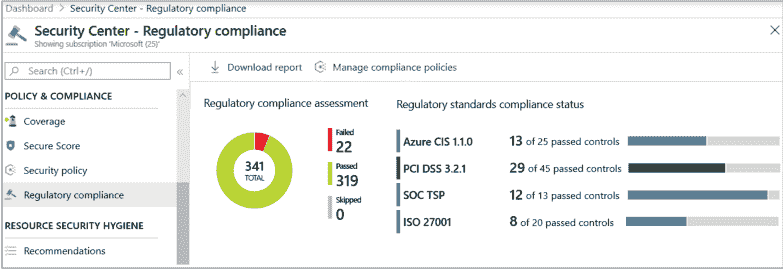 Dashboard > Security Center - Regulatory compliance
Security Center - Regulatory compliance
Showing subscription 'Microsoft (25)'
Search (Ctrl+/)
«
POLICY & COMPLIANCE
Coverage
Secure Score
Security policy
Regulatory compliance
RESOURCE SECURITY HYGIENE
Recommendations
Download report
Manage compliance policies
Regulatory compliance assessment
341
TOTAL
Failed
22
Passed
319
Skipped
0
Regulatory standards compliance status
Azure CIS 1.1.0 13 of 25 passed controls
PCI DSS 3.2.1 29 of 45 passed controls
SOC TSP 12 of 13 passed controls
ISO 27001 8 of 20 passed controls